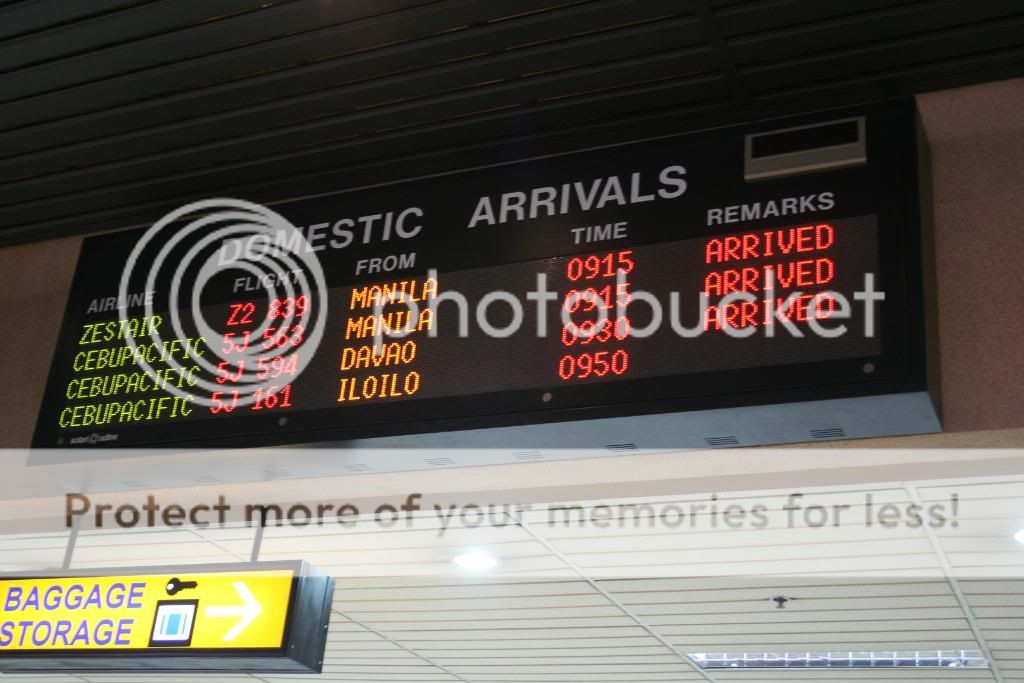 DOMESTIC ARRIVALS
AIRLINE FLIGHT FROM TIME REMARKS
ZESTAIR Z2 839 MANILA 0915 ARRIVED
CEBUPACIFIC 5J 563 MANILA 0915 ARRIVED
CEBUPACIFIC 5J 594 DAVAO 0930 ARRIVED
CEBUPACIFIC 5J 161 ILOILO 0950
photobucket
Protect more of your memories for less!
BAGGAGE
STORAGE